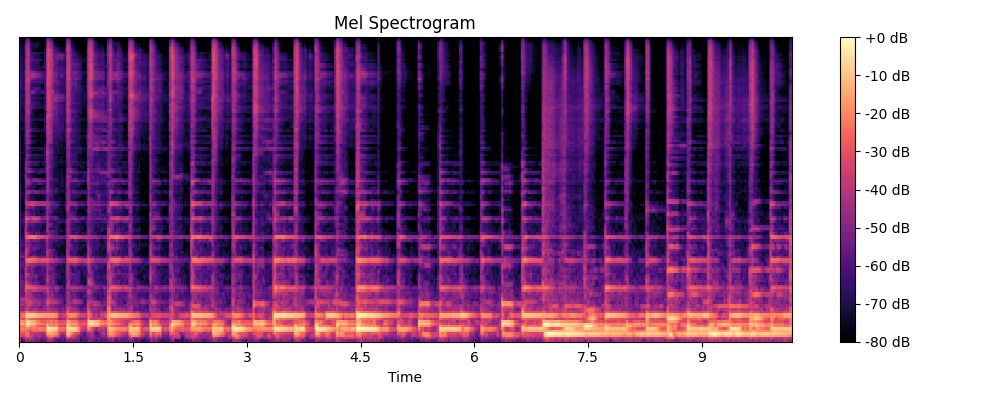 Mel Spectrogram
+0 dB
-10 dB
-20 dB
-30 dB
-40 dB
-50 dB
-60 dB
-70 dB
-80 dB
0
1.5
3
4.5
6
7.5
9
Time